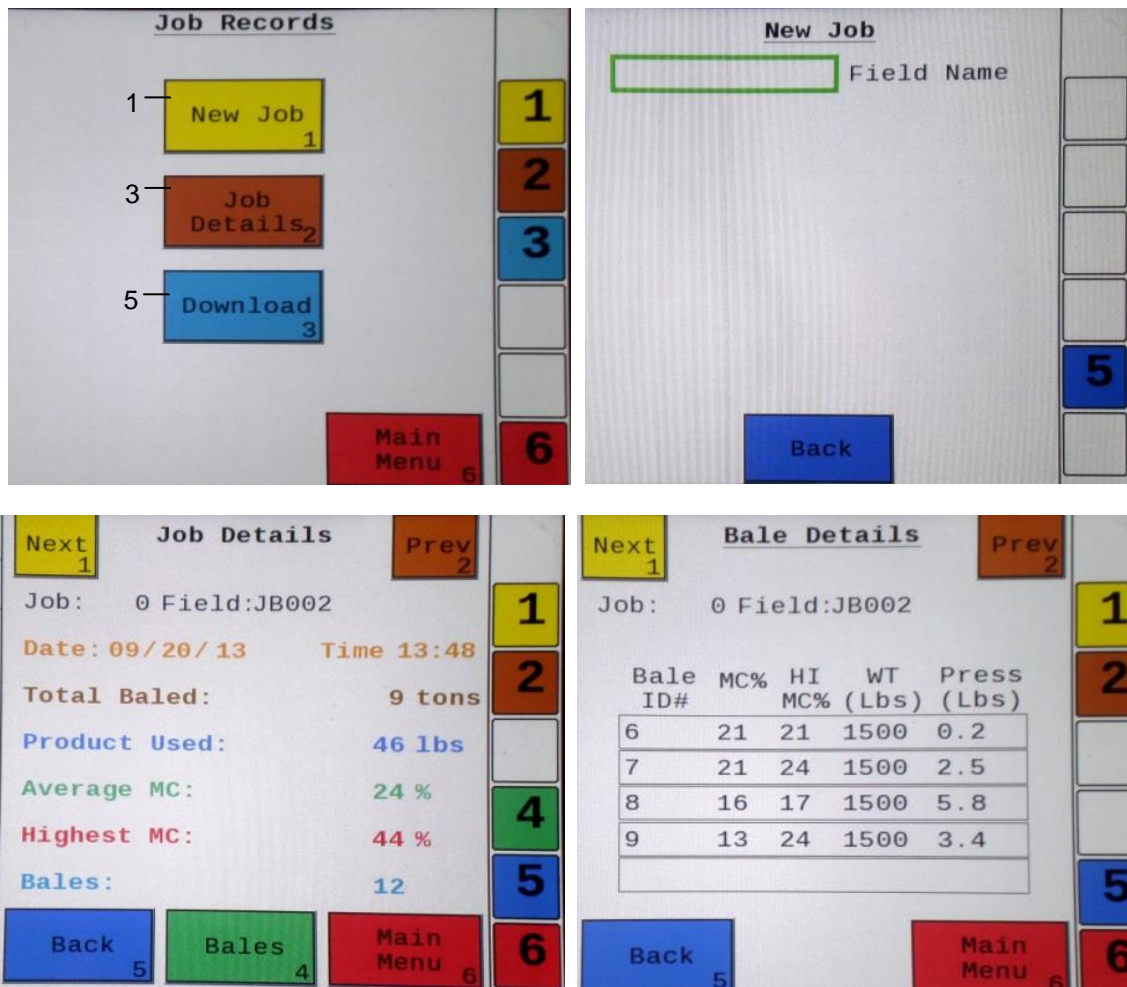 Job Records
1
New Job
1
1
3
Job
Details
2
2
5
Download
3
3
Main
Menu
6
6
New Job
Field Name
5
Back
Next
1
Job Details
Prev
2
Job: 0 Field:JB002
1
Date: 09/20/13 Time 13:48
2
Total Baled: 9 tons
Product Used: 46 lbs
Average MC: 24 %
4
Highest MC: 44 %
5
Bales: 12
Back
5
Bales
4
Main
Menu
6
6
Next
1
Bale Details
Prev
2
Job: 0 Field:JB002
1
2
Bale MC% HI WT Press
ID# MC% (Lbs) (Lbs)
6 21 21 1500 0.2
7 21 24 1500 2.5
8 16 17 1500 5.8
9 13 24 1500 3.4
5
Back
5
Main
Menu
6
6